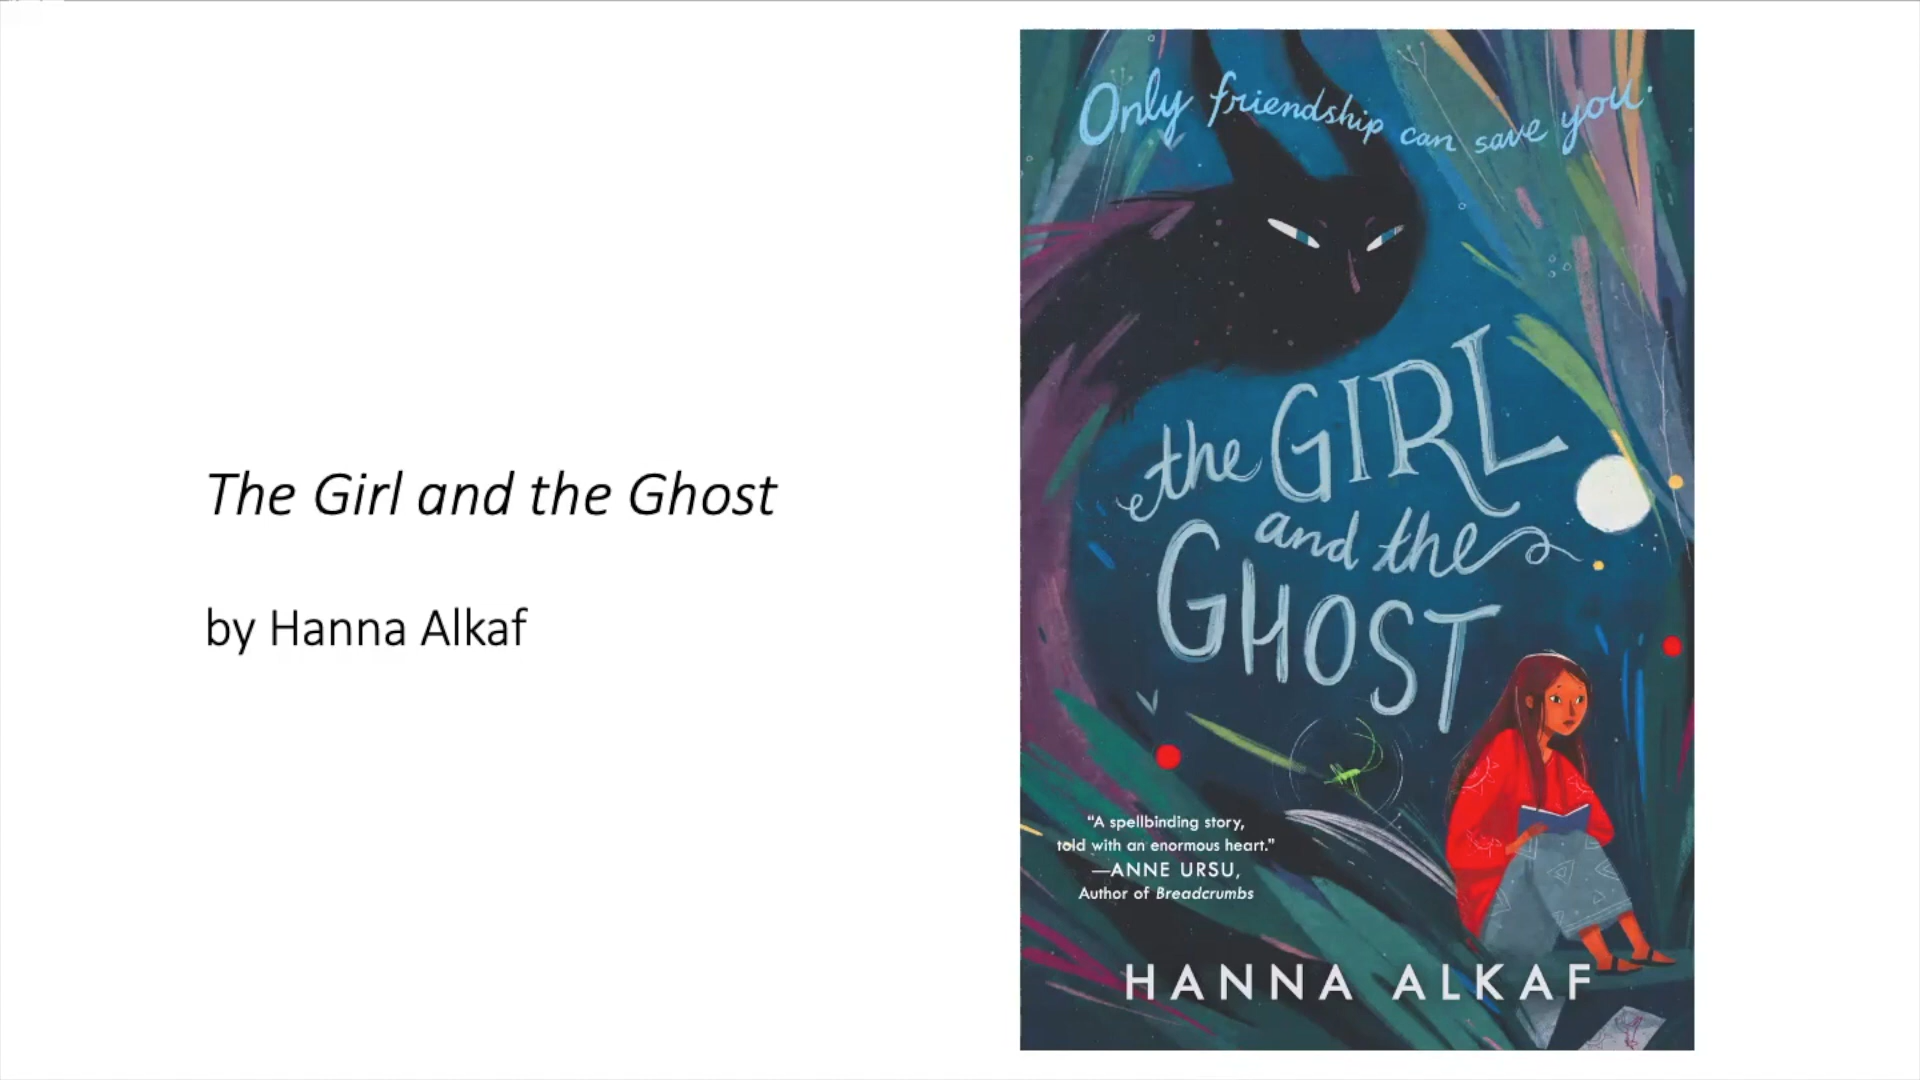 The Girl and the Ghost
by Hanna Alkaf
Only friendship can save you.
the GIRL
and the
GHOST
“A spellbinding story,
told with an enormous heart.”
—ANNE URSU,
Author of Breadcrumbs
HANNA ALKAF